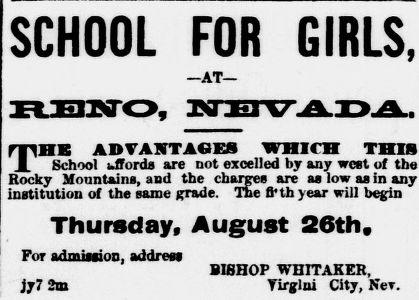 SCHOOL FOR GIRLS,
—AT—
RENO, NEVADA.
THE ADVANTAGES WHICH THIS
School affords are not excelled by any west of the
Rocky Mountains, and the charges are as low as in any
institution of the same grade. The fi'th year will begin
Thursday, August 26th,
For admission, address
BISHOP WHITAKER,
jy7 2m Virgini City, Nev.